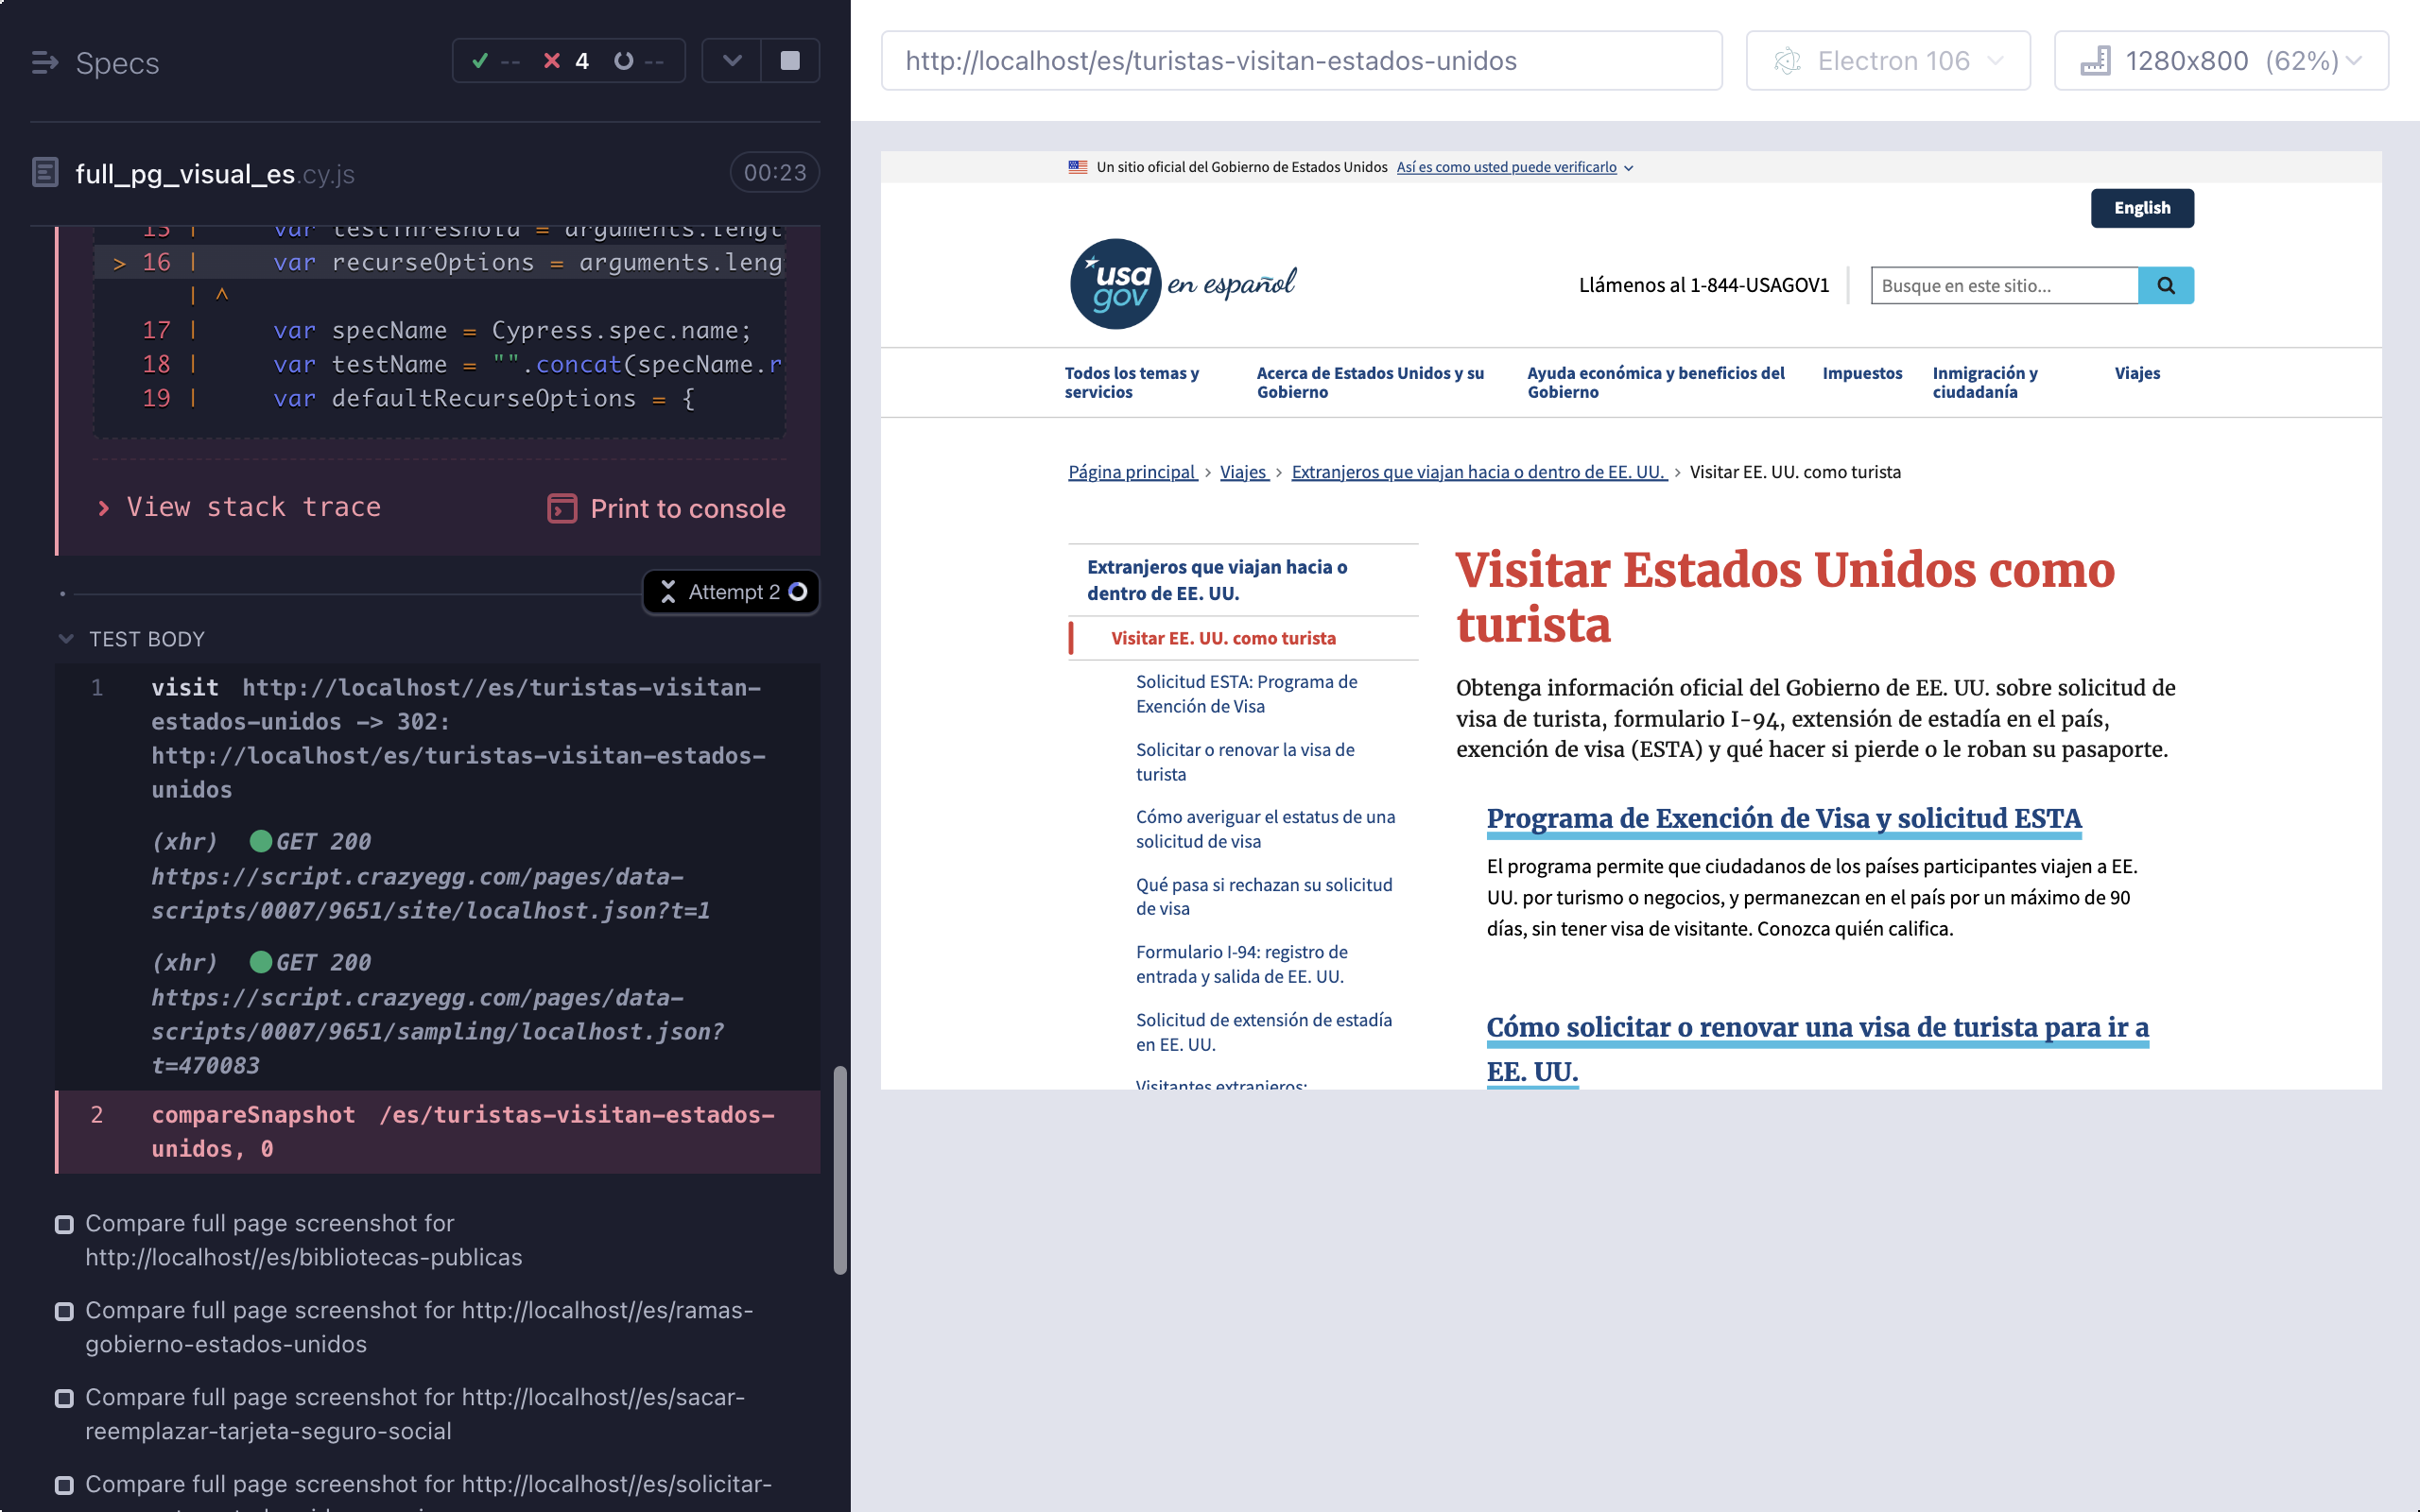 Specs
-- 4 --
full_pg_visual_es.cy.js 00:23
15 | var testThreshold = arguments.lengt
> 16 | var recurseOptions = arguments.leng
| ^
17 | var specName = Cypress.spec.name;
18 | var testName = "".concat(specName.r
19 | var defaultRecurseOptions = {
View stack trace
Print to console
Attempt 2
TEST BODY
1 visit http://localhost//es/turistas-visitan-
estados-unidos -> 302:
http://localhost/es/turistas-visitan-estados-
unidos
(xhr) GET 200
https://script.crazyegg.com/pages/data-
scripts/0007/9651/site/localhost.json?t=1
(xhr) GET 200
https://script.crazyegg.com/pages/data-
scripts/0007/9651/sampling/localhost.json?
t=470083
2 compareSnapshot /es/turistas-visitan-estados-
unidos, 0
Compare full page screenshot for
http://localhost//es/bibliotecas-publicas
Compare full page screenshot for http://localhost//es/ramas-
gobierno-estados-unidos
Compare full page screenshot for http://localhost//es/sacar-
reemplazar-tarjeta-seguro-social
Compare full page screenshot for http://localhost//es/solicitar-
http://localhost/es/turistas-visitan-estados-unidos
Electron 106
1280x800 (62%)
Un sitio oficial del Gobierno de Estados Unidos Así es como usted puede verificarlo
English
usa
gov
en español
Llámenos al 1-844-USAGOV1
Busque en este sitio...
Todos los temas y
servicios
Acerca de Estados Unidos y su
Gobierno
Ayuda económica y beneficios del
Gobierno
Impuestos
Inmigración y
ciudadanía
Viajes
Página principal > Viajes > Extranjeros que viajan hacia o dentro de EE. UU. > Visitar EE. UU. como turista
Extranjeros que viajan hacia o
dentro de EE. UU.
Visitar EE. UU. como turista
Solicitud ESTA: Programa de
Exención de Visa
Solicitar o renovar la visa de
turista
Cómo averiguar el estatus de una
solicitud de visa
Qué pasa si rechazan su solicitud
de visa
Formulario I-94: registro de
entrada y salida de EE. UU.
Solicitud de extensión de estadía
en EE. UU.
Visitantes extranjeros:
Visitar Estados Unidos como
turista
Obtenga información oficial del Gobierno de EE. UU. sobre solicitud de
visa de turista, formulario I-94, extensión de estadía en el país,
exención de visa (ESTA) y qué hacer si pierde o le roban su pasaporte.
Programa de Exención de Visa y solicitud ESTA
El programa permite que ciudadanos de los países participantes viajen a EE.
UU. por turismo o negocios, y permanezcan en el país por un máximo de 90
días, sin tener visa de visitante. Conozca quién califica.
Cómo solicitar o renovar una visa de turista para ir a
EE. UU.